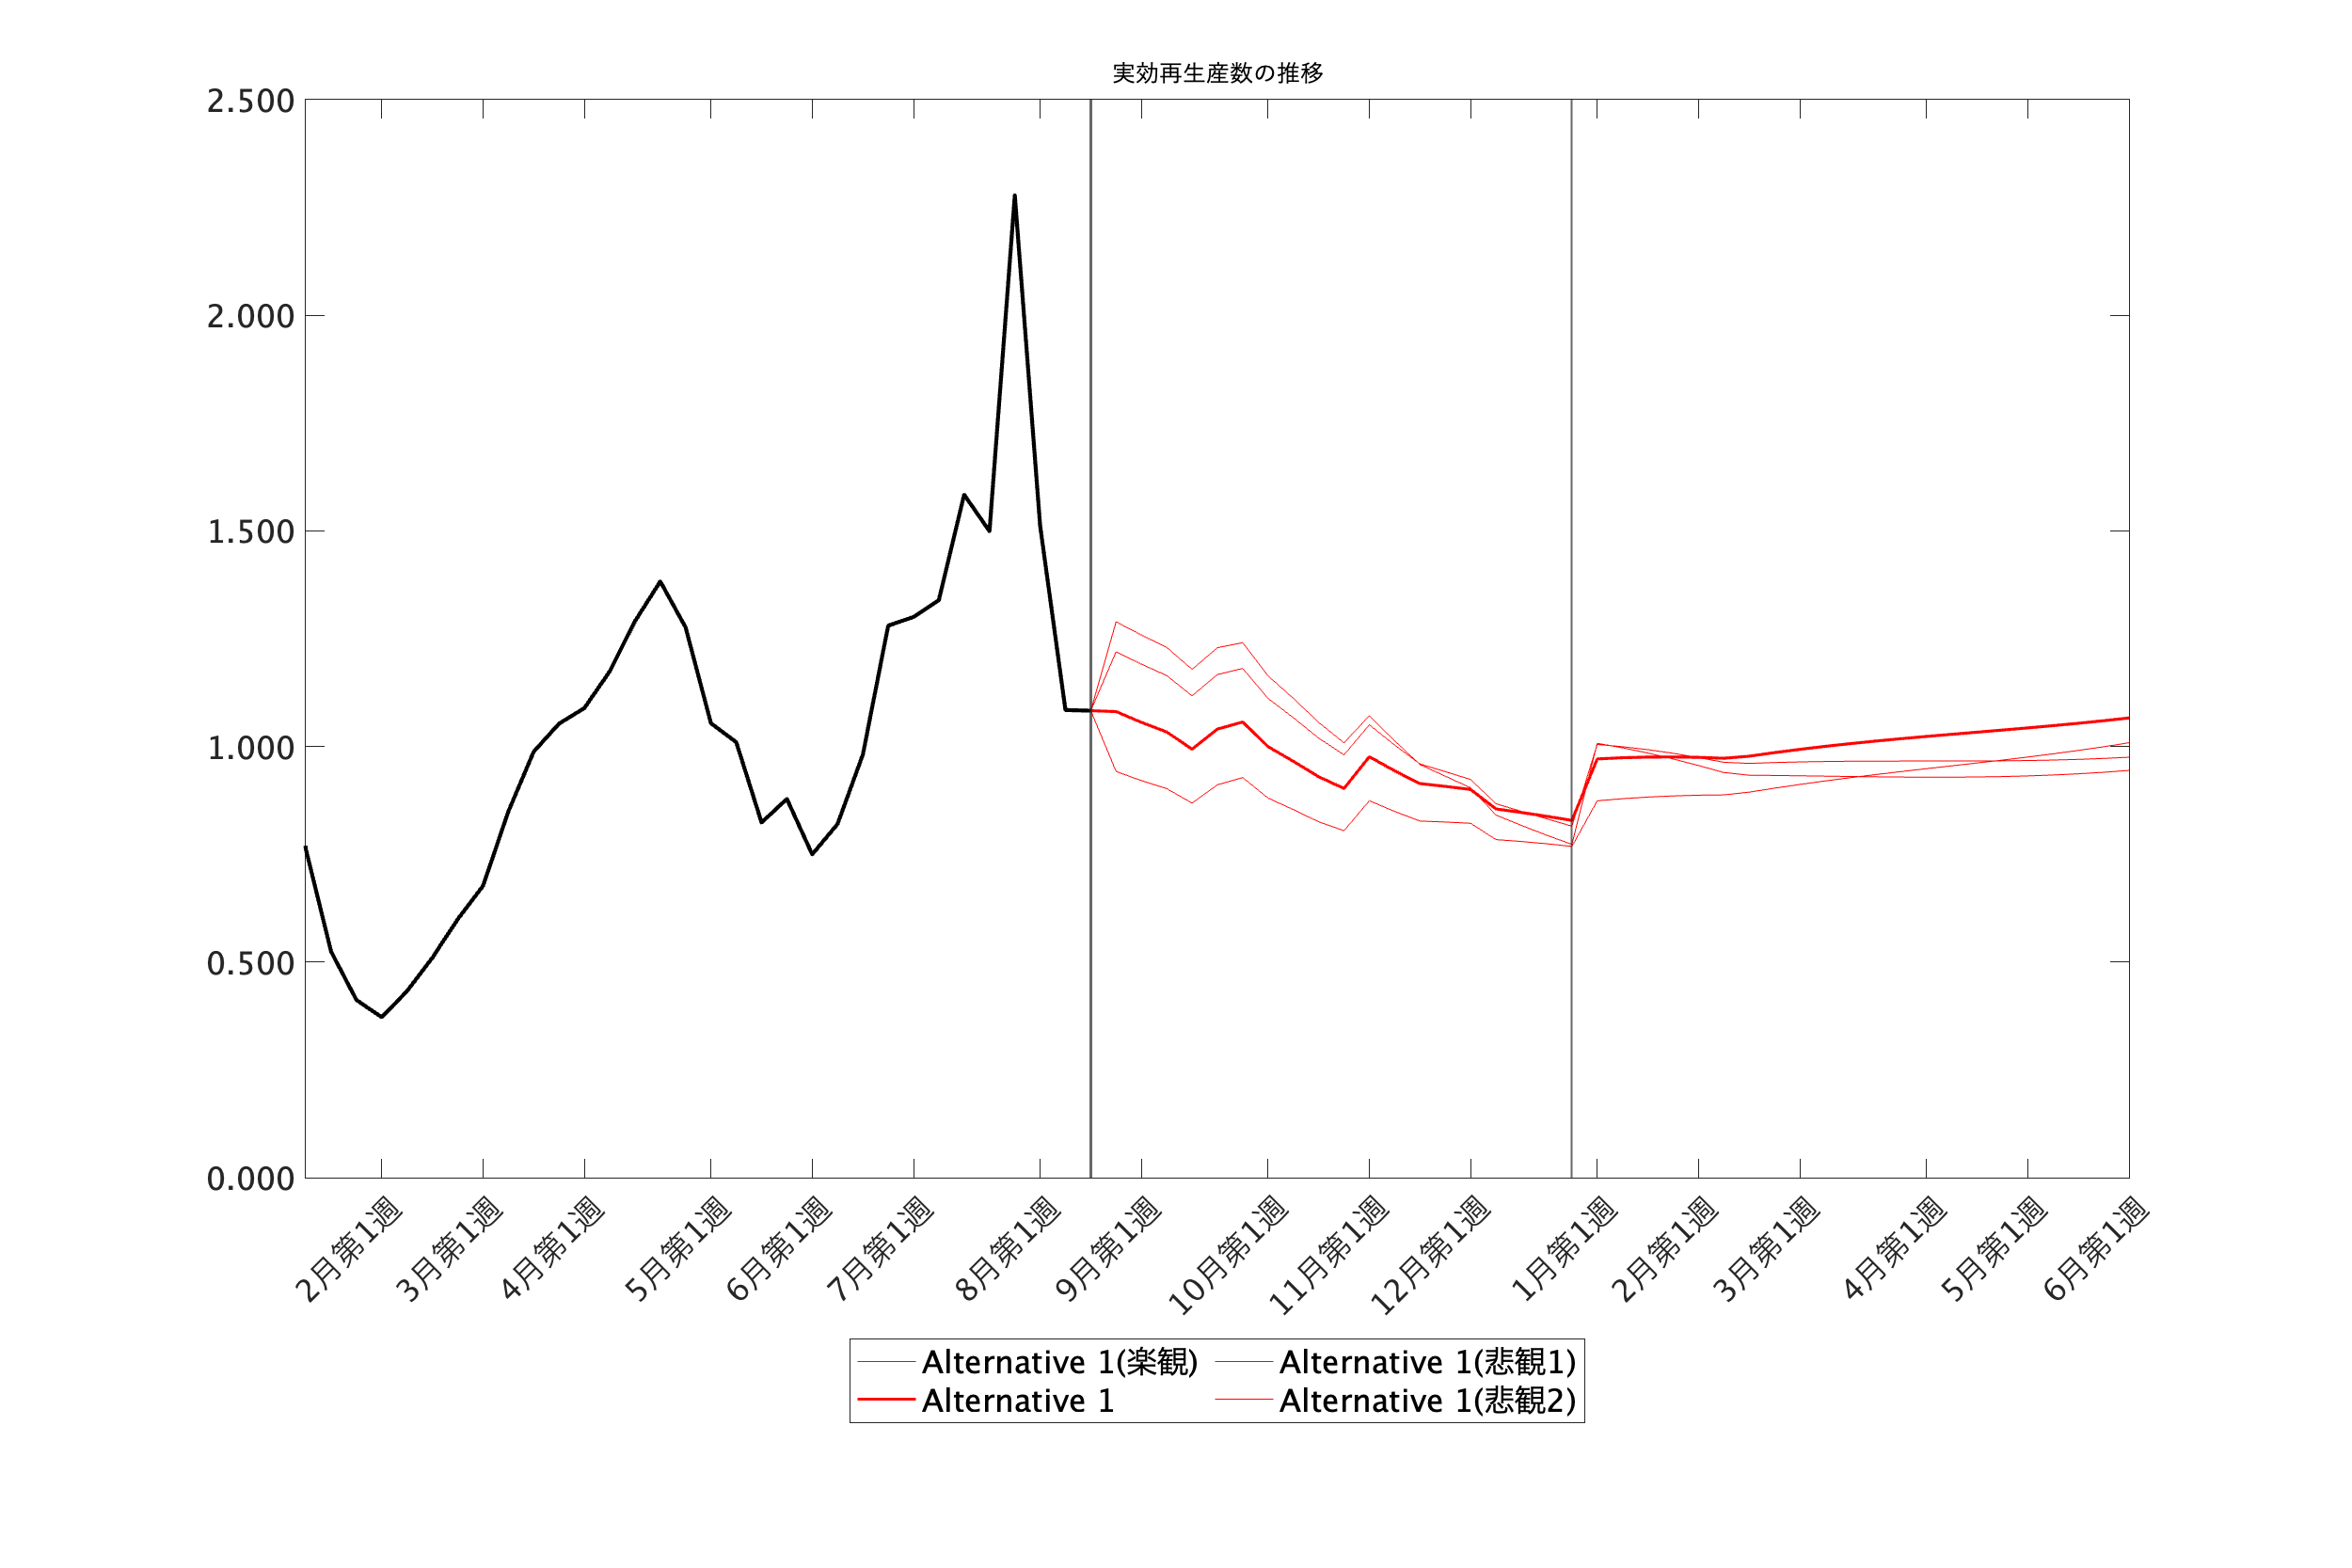 実効再生産数の推移
2.500
2.000
1.500
1.000
0.500
0.000
2月第1週
3月第1週
4月第1週
5月第1週
6月第1週
7月第1週
8月第1週
9月第1週
10月第1週
11月第1週
12月第1週
1月第1週
2月第1週
3月第1週
4月第1週
5月第1週
6月第1週
Alternative 1(楽観)
Alternative 1(悲観1)
Alternative 1
Alternative 1(悲観2)